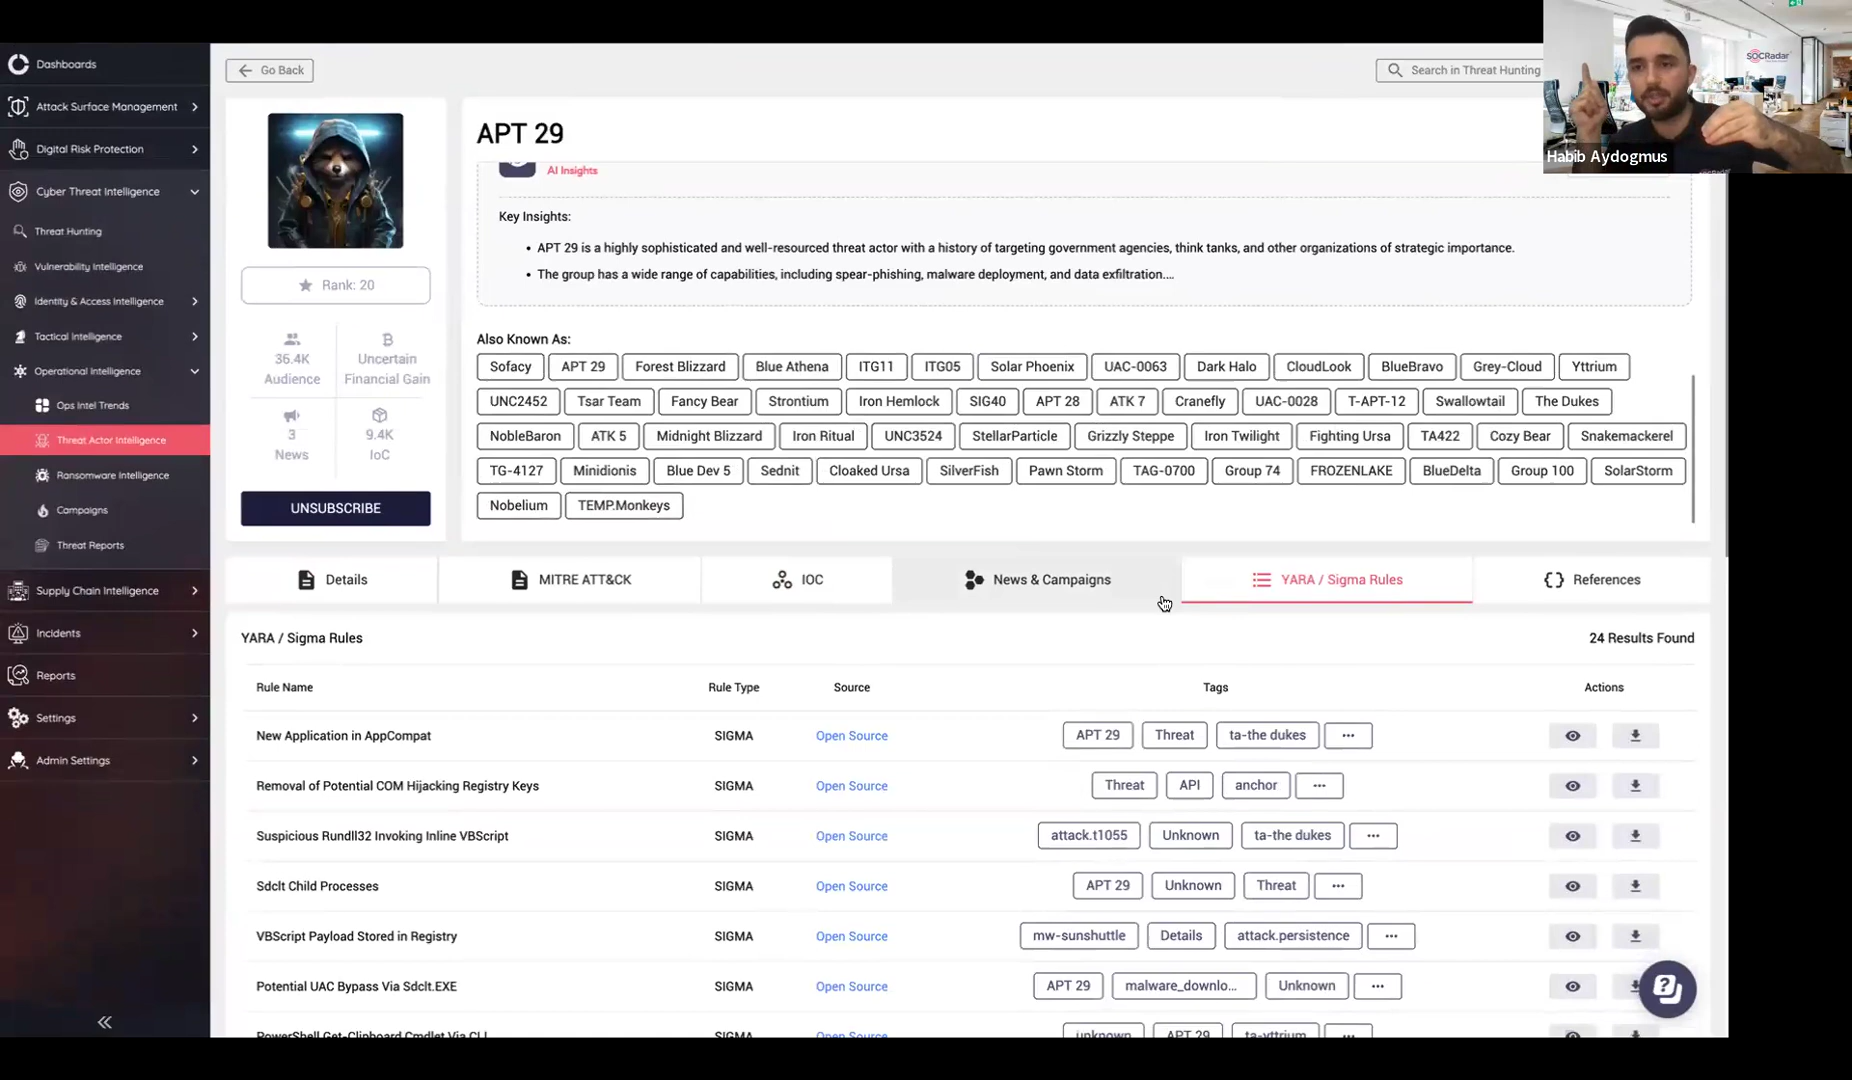 Dashboards
Attack Surface Management
Digital Risk Protection
Cyber Threat Intelligence
Threat Hunting
Vulnerability Intelligence
Identity & Access Intelligence
Tactical Intelligence
Operational Intelligence
Ops Intel Trends
Threat Actor Intelligence
Ransomware Intelligence
Campaigns
Threat Reports
Supply Chain Intelligence
Incidents
Reports
Settings
Admin Settings
Go Back
Search in Threat Hunting
SOCRadar
Habib Aydogmus
Rank: 20
36.4K
Audience
Uncertain
Financial Gain
3
News
9.4K
IoC
UNSUBSCRIBE
APT 29
AI Insights
Key Insights:
• APT 29 is a highly sophisticated and well-resourced threat actor with a history of targeting government agencies, think tanks, and other organizations of strategic importance.
• The group has a wide range of capabilities, including spear-phishing, malware deployment, and data exfiltration....
Also Known As:
Sofacy APT 29 Forest Blizzard Blue Athena ITG11 ITG05 Solar Phoenix UAC-0063 Dark Halo CloudLook BlueBravo Grey-Cloud Yttrium
UNC2452 Tsar Team Fancy Bear Strontium Iron Hemlock SIG40 APT 28 ATK 7 Cranefly UAC-0028 T-APT-12 Swallowtail The Dukes
NobleBaron ATK 5 Midnight Blizzard Iron Ritual UNC3524 StellarParticle Grizzly Steppe Iron Twilight Fighting Ursa TA422 Cozy Bear Snakemackerel
TG-4127 Minidionis Blue Dev 5 Sednit Cloaked Ursa SilverFish Pawn Storm TAG-0700 Group 74 FROZENLAKE BlueDelta Group 100 SolarStorm
Nobelium TEMP.Monkeys
Details MITRE ATT&CK IOC News & Campaigns YARA / Sigma Rules References
YARA / Sigma Rules 24 Results Found
Rule Name Rule Type Source Tags Actions
New Application in AppCompat SIGMA Open Source APT 29 Threat ta-the dukes ...
Removal of Potential COM Hijacking Registry Keys SIGMA Open Source Threat API anchor ...
Suspicious Rundll32 Invoking Inline VBScript SIGMA Open Source attack.t1055 Unknown ta-the dukes ...
Sdclt Child Processes SIGMA Open Source APT 29 Unknown Threat ...
VBScript Payload Stored in Registry SIGMA Open Source mw-sunshuttle Details attack.persistence ...
Potential UAC Bypass Via Sdclt.EXE SIGMA Open Source APT 29 malware_downlo... Unknown ...
PowerShell Get-Clipboard Cmdlet Via CLI SIGMA Open Source unknown APT 29 ta-yttrium ...